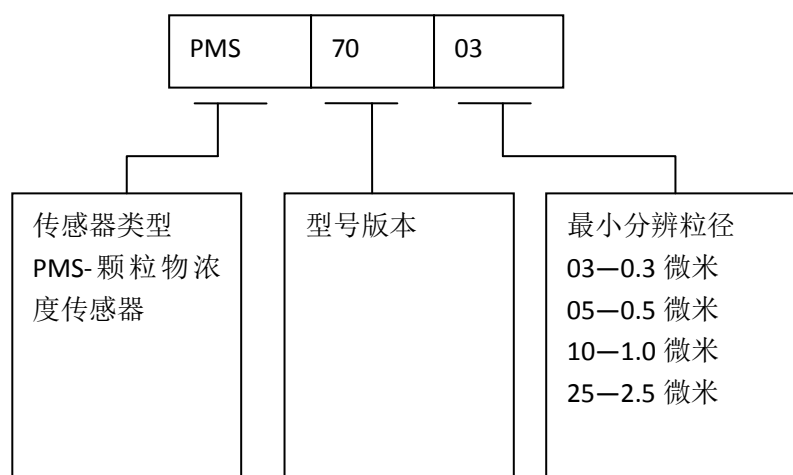 PMS 70 03
传感器类型
PMS-颗粒物浓
度传感器
型号版本
最小分辨粒径
03—0.3 微米
05—0.5 微米
10—1.0 微米
25—2.5 微米